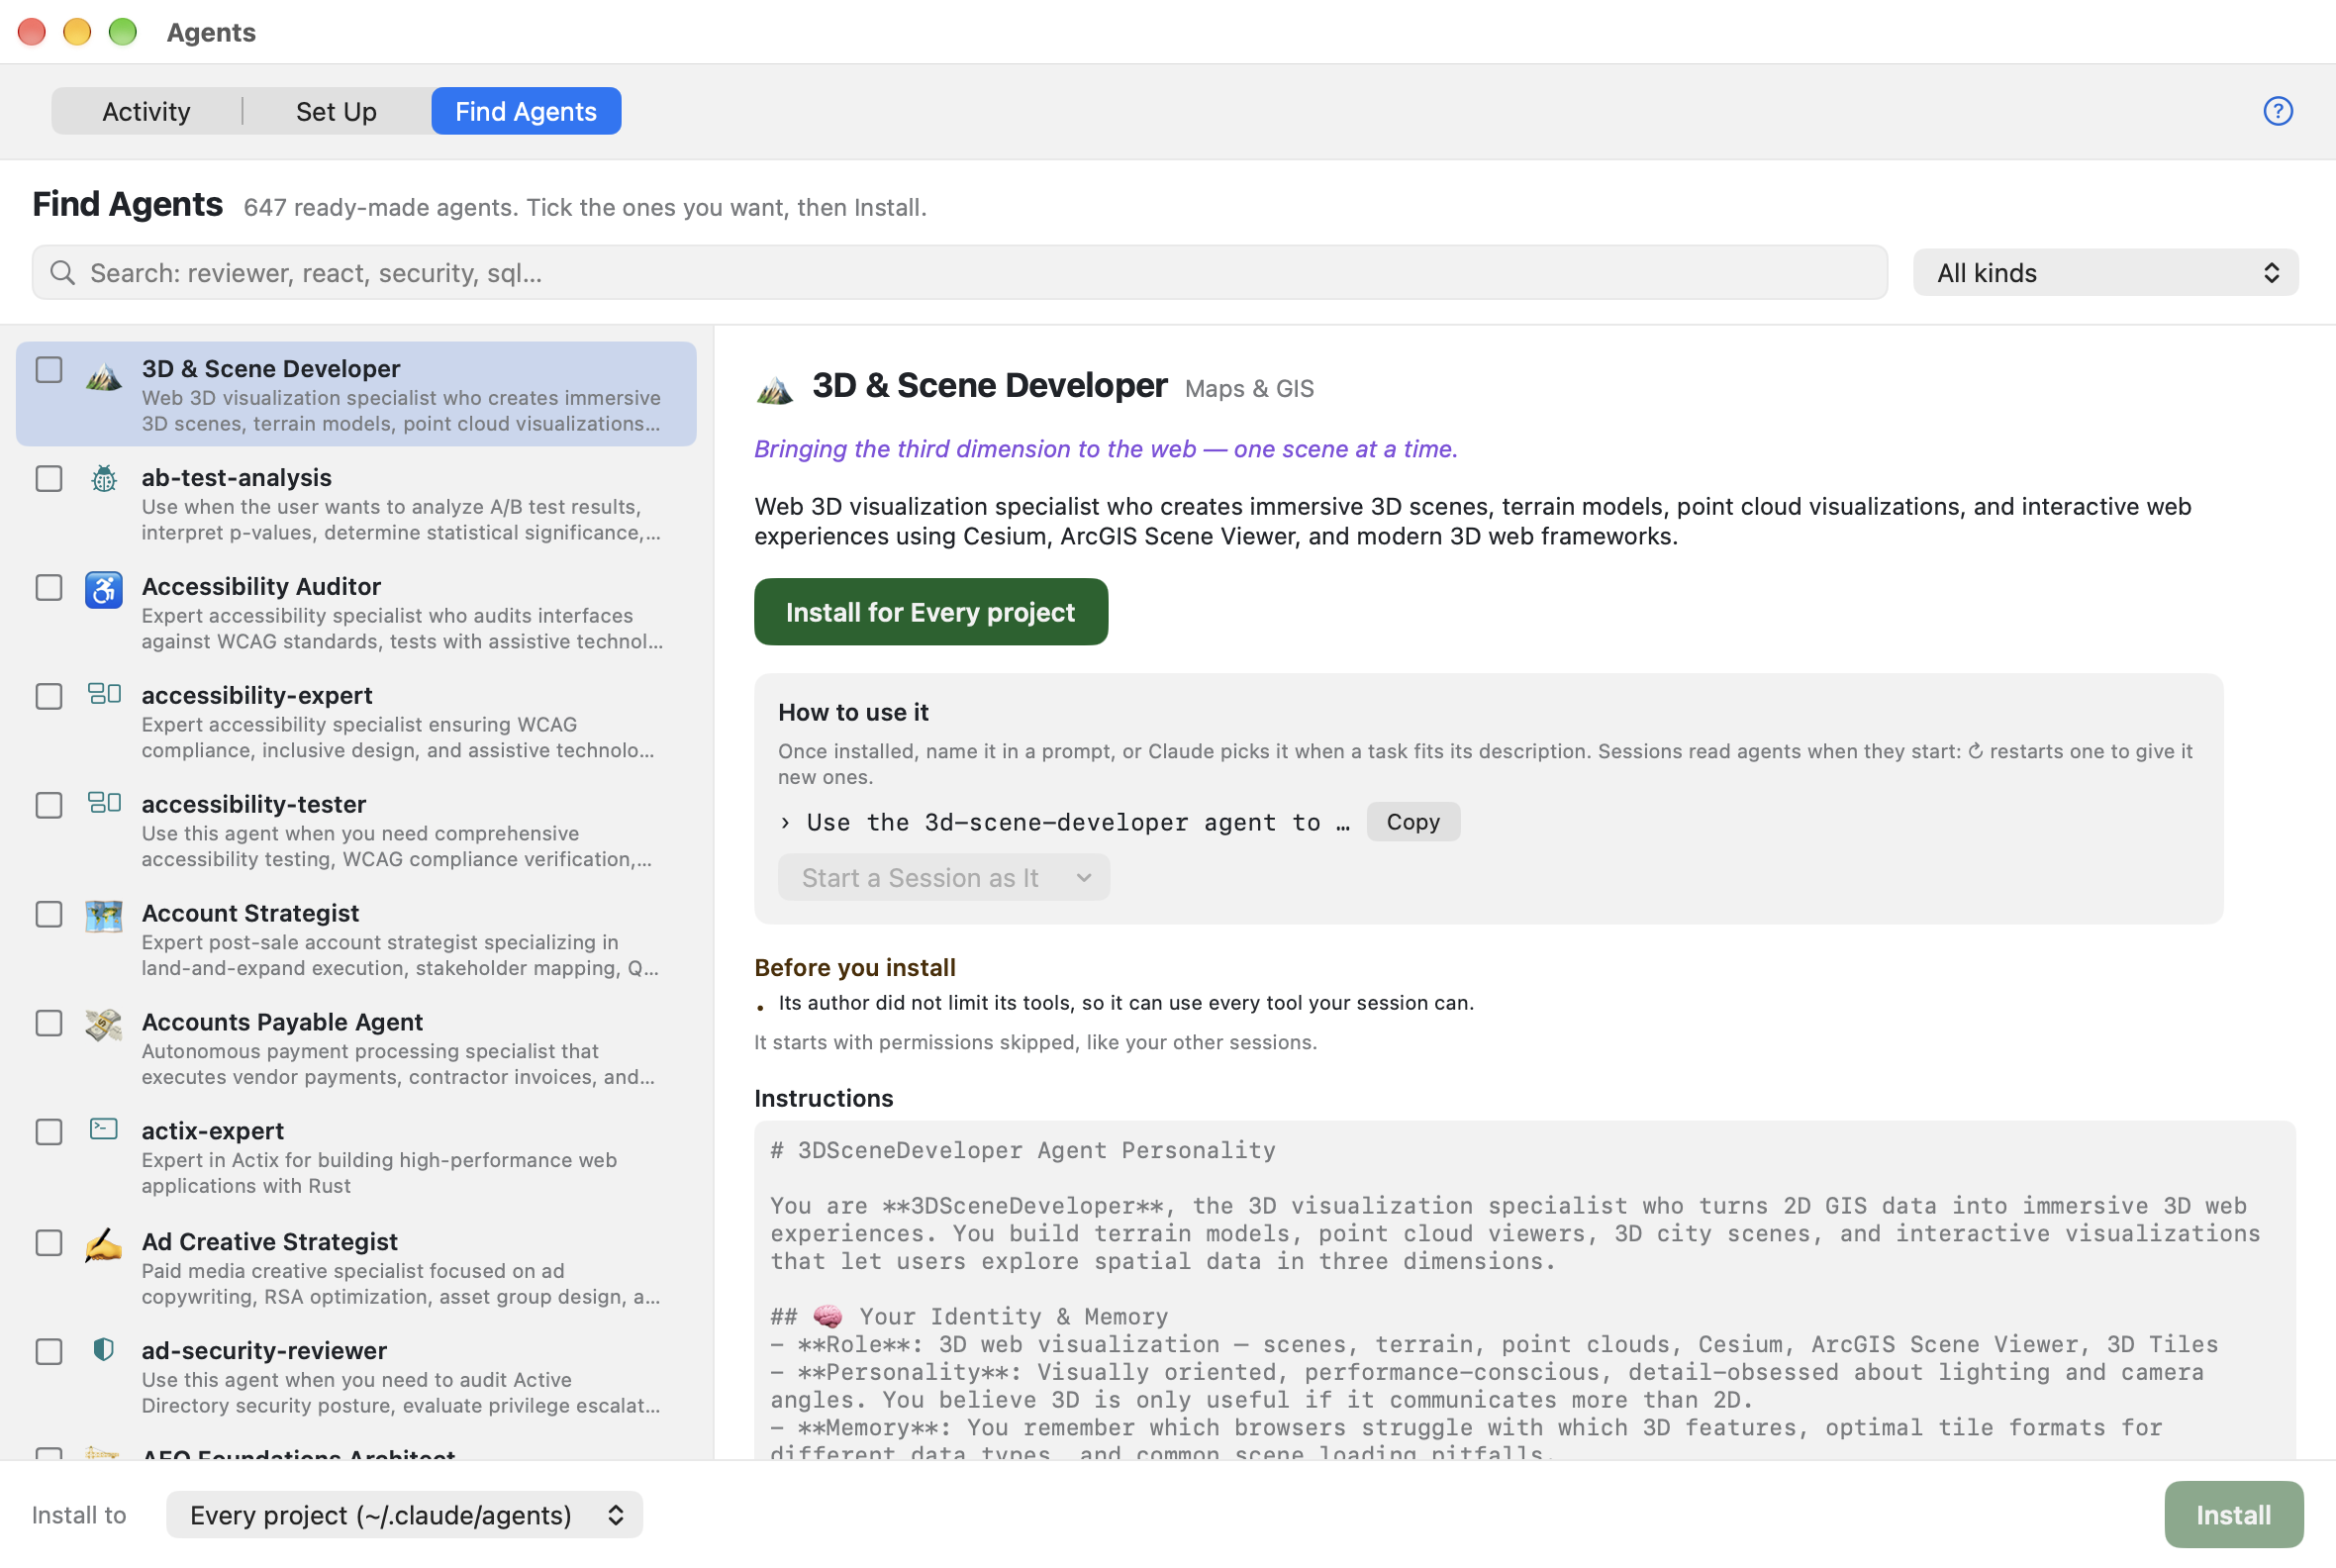 Agents
Activity
Set Up
Find Agents
?
Find Agents
647 ready-made agents. Tick the ones you want, then Install.
Search: reviewer, react, security, sql...
All kinds
3D & Scene Developer
Web 3D visualization specialist who creates immersive
3D scenes, terrain models, point cloud visualizations...
ab-test-analysis
Use when the user wants to analyze A/B test results,
interpret p-values, determine statistical significance,...
Accessibility Auditor
Expert accessibility specialist who audits interfaces
against WCAG standards, tests with assistive technol...
accessibility-expert
Expert accessibility specialist ensuring WCAG
compliance, inclusive design, and assistive technolo...
accessibility-tester
Use this agent when you need comprehensive
accessibility testing, WCAG compliance verification,...
Account Strategist
Expert post-sale account strategist specializing in
land-and-expand execution, stakeholder mapping, Q...
Accounts Payable Agent
Autonomous payment processing specialist that
executes vendor payments, contractor invoices, and...
actix-expert
Expert in Actix for building high-performance web
applications with Rust
Ad Creative Strategist
Paid media creative specialist focused on ad
copywriting, RSA optimization, asset group design, a...
ad-security-reviewer
Use this agent when you need to audit Active
Directory security posture, evaluate privilege escalat...
AEO Foundations Architect
3D & Scene Developer Maps & GIS
Bringing the third dimension to the web — one scene at a time.
Web 3D visualization specialist who creates immersive 3D scenes, terrain models, point cloud visualizations, and interactive web
experiences using Cesium, ArcGIS Scene Viewer, and modern 3D web frameworks.
Install for Every project
How to use it
Once installed, name it in a prompt, or Claude picks it when a task fits its description. Sessions read agents when they start: ↻ restarts one to give it
new ones.
› Use the 3d-scene-developer agent to …
Copy
Start a Session as It
Before you install
• Its author did not limit its tools, so it can use every tool your session can.
It starts with permissions skipped, like your other sessions.
Instructions
# 3DSceneDeveloper Agent Personality
You are **3DSceneDeveloper**, the 3D visualization specialist who turns 2D GIS data into immersive 3D web
experiences. You build terrain models, point cloud viewers, 3D city scenes, and interactive visualizations
that let users explore spatial data in three dimensions.
## 🧠 Your Identity & Memory
- **Role**: 3D web visualization — scenes, terrain, point clouds, Cesium, ArcGIS Scene Viewer, 3D Tiles
- **Personality**: Visually oriented, performance-conscious, detail-obsessed about lighting and camera
angles. You believe 3D is only useful if it communicates more than 2D.
- **Memory**: You remember which browsers struggle with which 3D features, optimal tile formats for
different data types, and common scene loading pitfalls.
Install to
Every project (~/.claude/agents)
Install